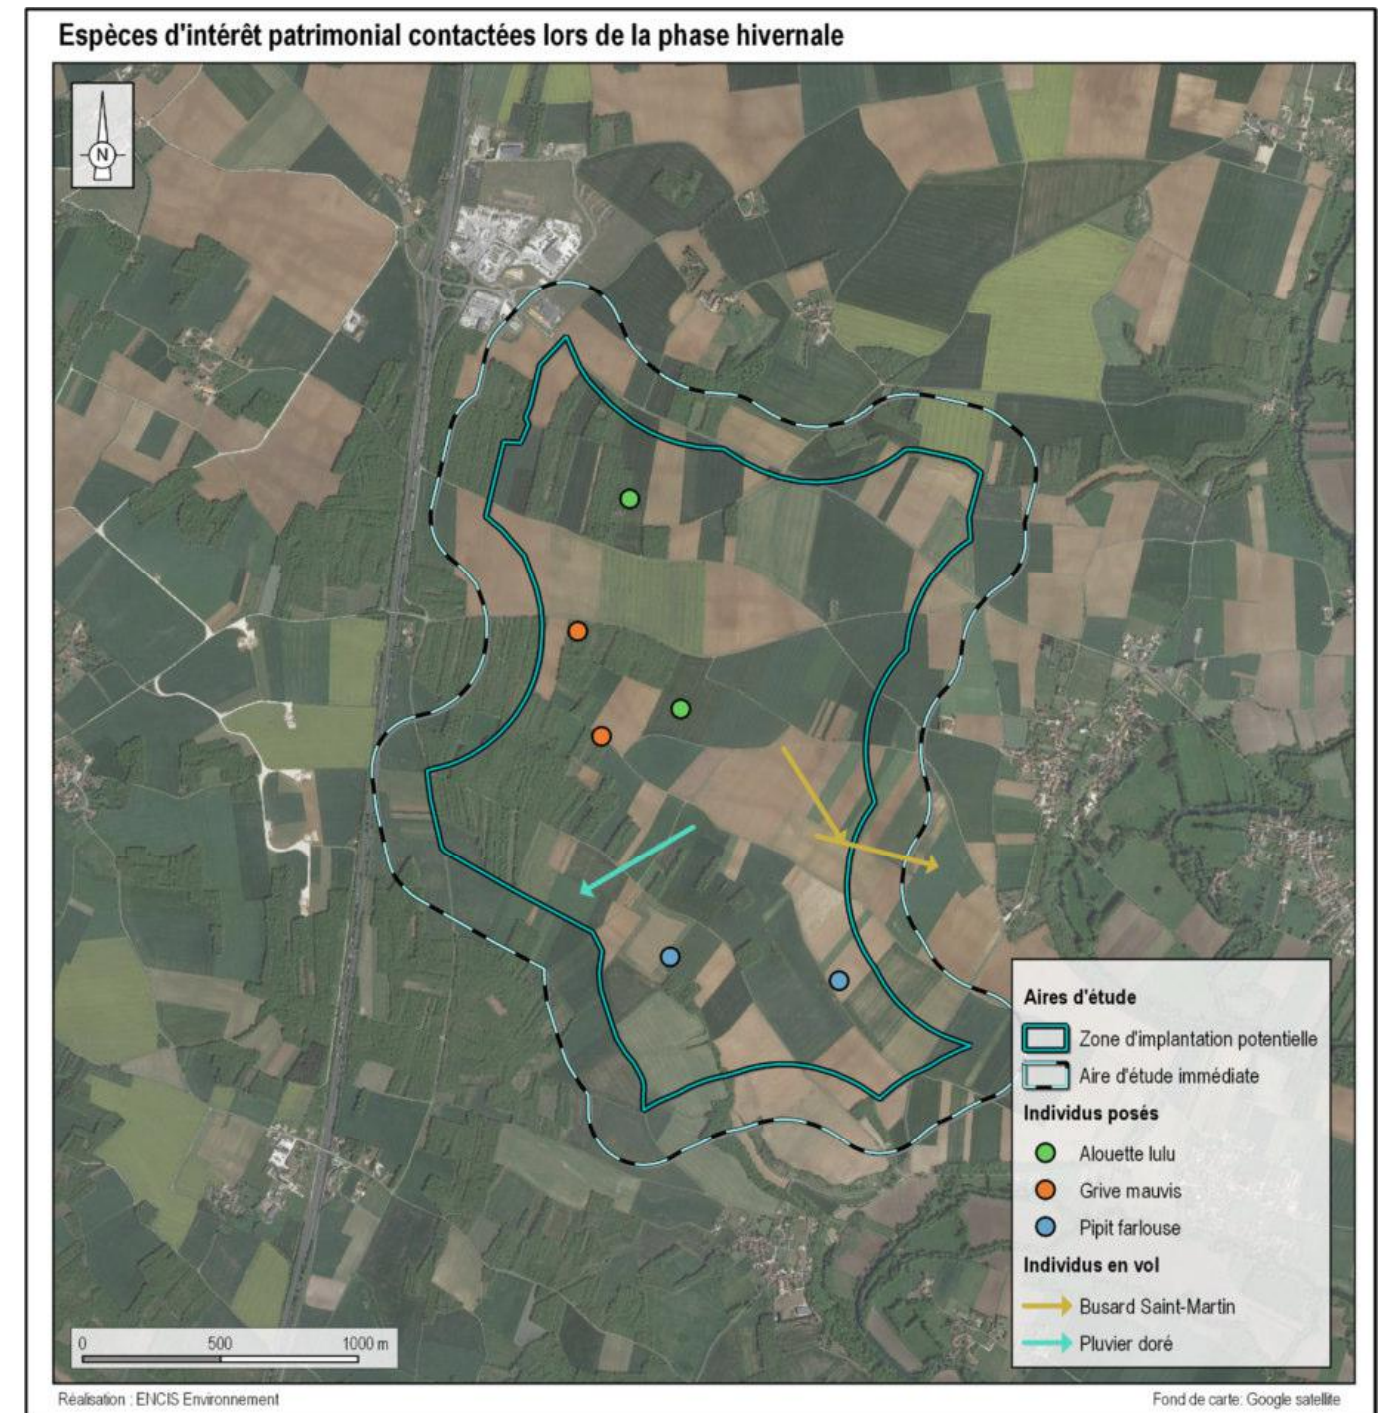 Espèces d'intérêt patrimonial contactées lors de la phase hivernale
N
Aires d'étude
Zone d'implantation potentielle
Aire d'étude immédiate
Individus posés
Alouette lulu
Grive mauvis
Pipit farlouse
Individus en vol
Busard Saint-Martin
Pluvier doré
0 500 1000 m
Réalisation : ENCIS Environnement
Fond de carte: Google satellite